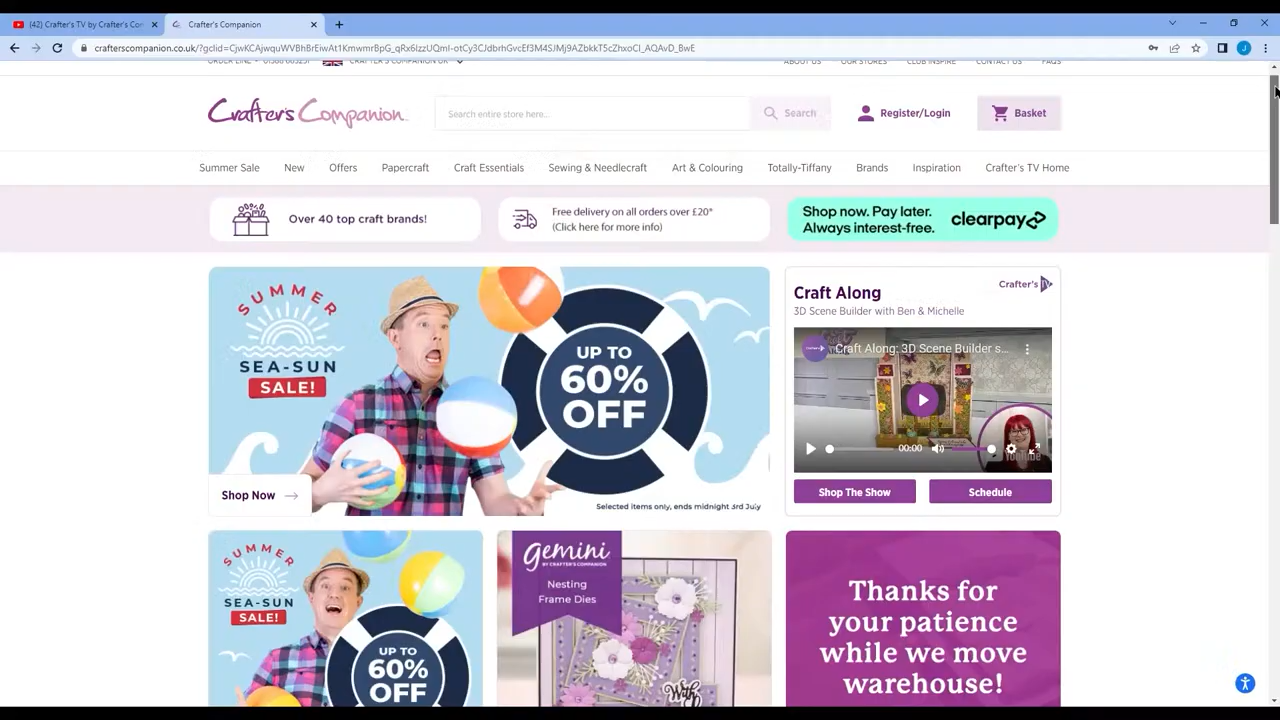 (42) Crafter's TV by Crafter's Con
Crafter's Companion
ORDER LINE
CRAFTER'S COMPANION UK
ABOUT US
OUR STORES
CLUB INSPIRE
CONTACT US
FAQS
Crafter's Companion
Search entire store here...
Search
Register/Login
Basket
Summer Sale
New
Offers
Papercraft
Craft Essentials
Sewing & Needlecraft
Art & Colouring
Totally-Tiffany
Brands
Inspiration
Crafter's TV Home
Over 40 top craft brands!
Free delivery on all orders over £20*
(Click here for more info)
Shop now. Pay later.
Always interest-free.
clearpay
SUMMER
SEA-SUN
SALE!
UP TO
60%
OFF
Shop Now
Selected items only, ends midnight 3rd July
Crafter's TV
Craft Along
3D Scene Builder with Ben & Michelle
Craft Along: 3D Scene Builder s...
00:00
YouTube
Shop The Show
Schedule
SUMMER
SEA-SUN
SALE!
UP TO
60%
OFF
gemini
BY CRAFTER'S COMPANION
Nesting
Frame Dies
With
Thanks for
your patience
while we move
warehouse!